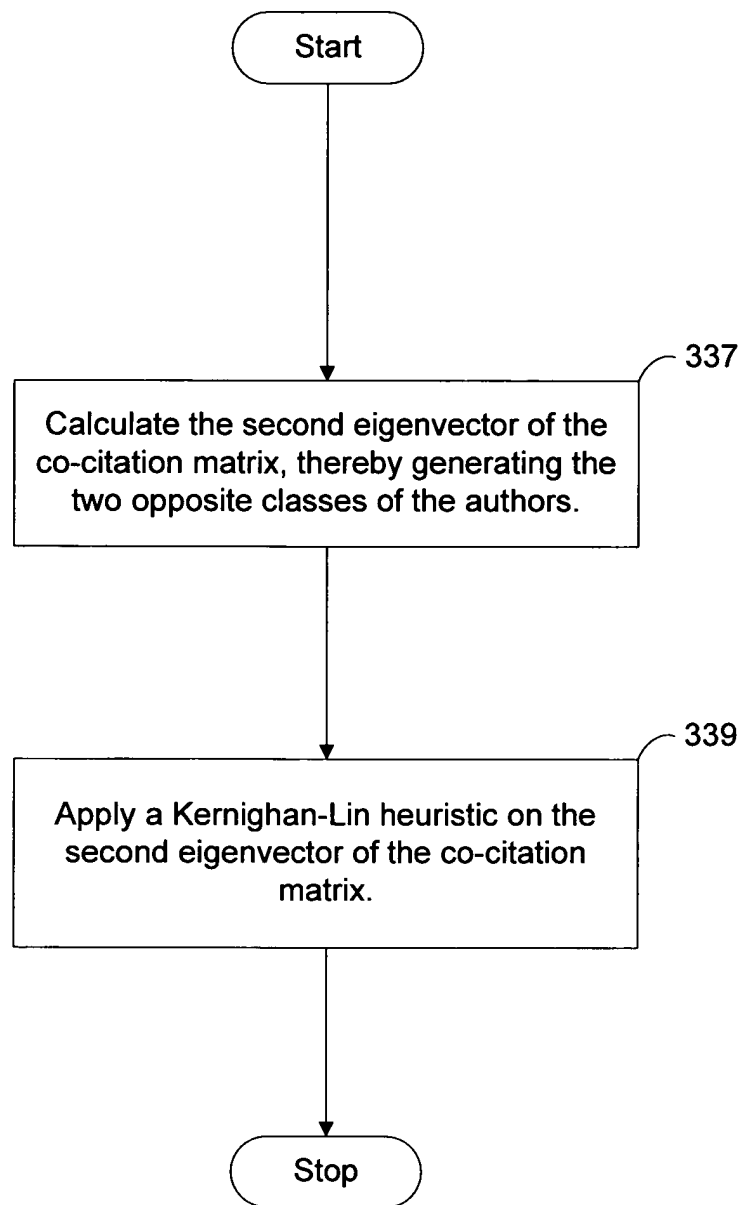 Start
337
Calculate the second eigenvector of the
co-citation matrix, thereby generating the
two opposite classes of the authors.
339
Apply a Kernighan-Lin heuristic on the
second eigenvector of the co-citation
matrix.
Stop